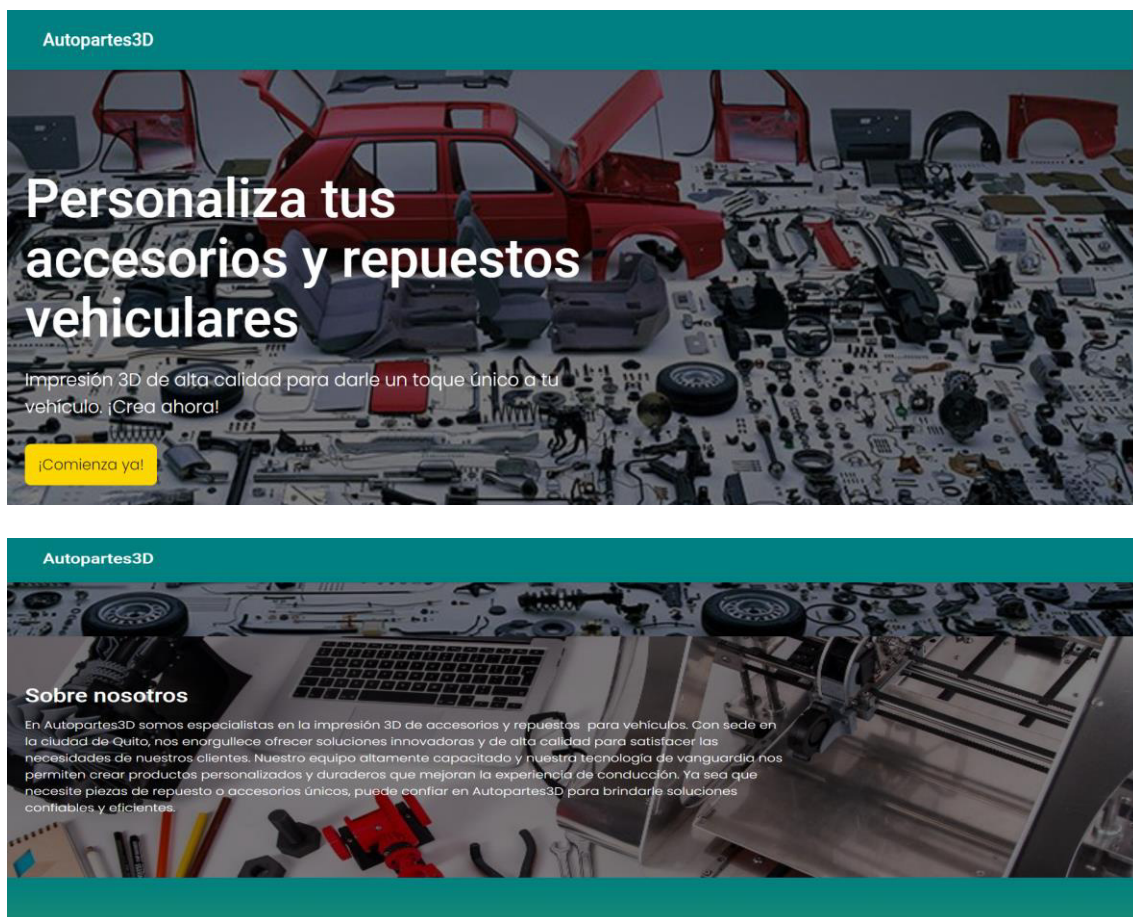 Autopartes3D
Personaliza tus
accesorios y repuestos
vehiculares
Impresión 3D de alta calidad para darle un toque único a tu
vehículo. ¡Crea ahora!
¡Comienza ya!
Autopartes3D
Sobre nosotros
En Autopartes3D somos especialistas en la impresión 3D de accesorios y repuestos para vehículos. Con sede en
la ciudad de Quito, nos enorgullece ofrecer soluciones innovadoras y de alta calidad para satisfacer las
necesidades de nuestros clientes. Nuestro equipo altamente capacitado y nuestra tecnología de vanguardia nos
permiten crear productos personalizados y duraderos que mejoran la experiencia de conducción. Ya sea que
necesite piezas de repuesto o accesorios únicos, puede confiar en Autopartes3D para brindarle soluciones
confiables y eficientes.